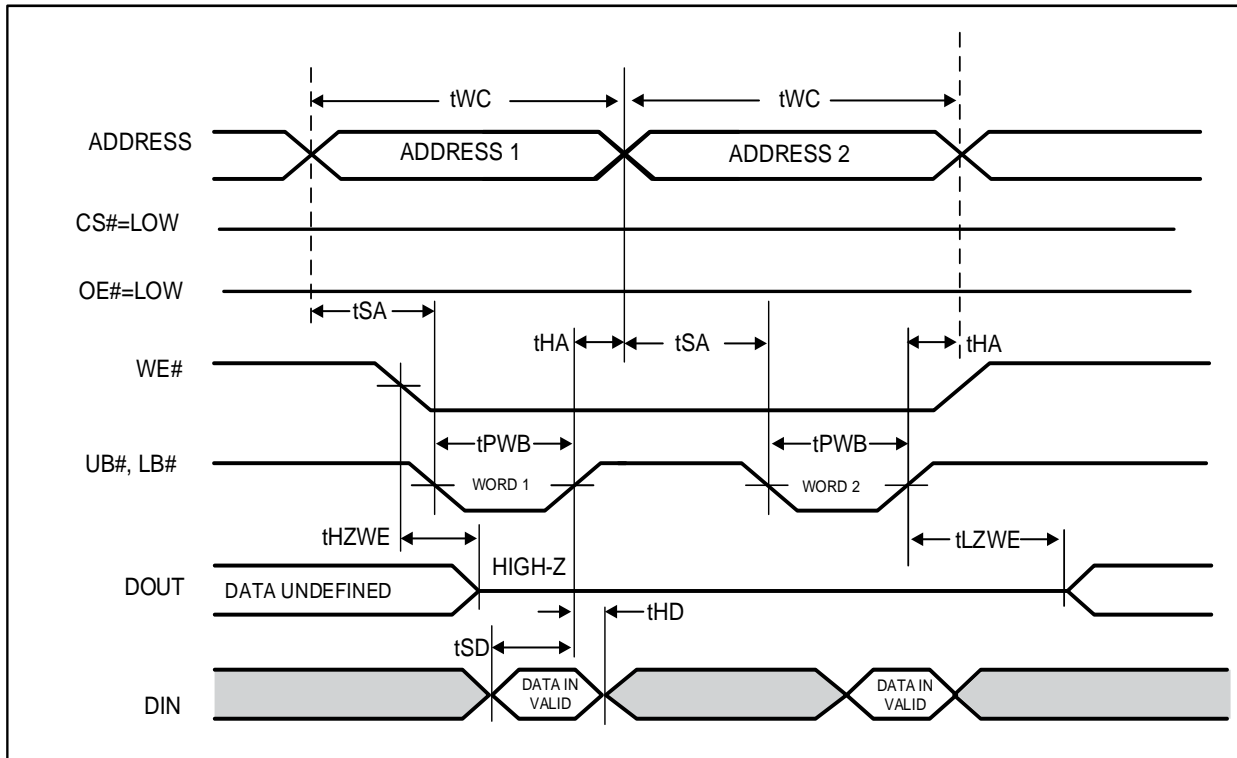 tWC tWC
ADDRESS ADDRESS 1 ADDRESS 2
CS#=LOW
OE#=LOW
tSA
tHA tSA tHA
WE#
tPWB tPWB
UB#, LB# WORD 1 WORD 2
tHZWE tLZWE
HIGH-Z
DOUT DATA UNDEFINED
tHD
tSD
DATA IN DATA IN
VALID VALID
DIN